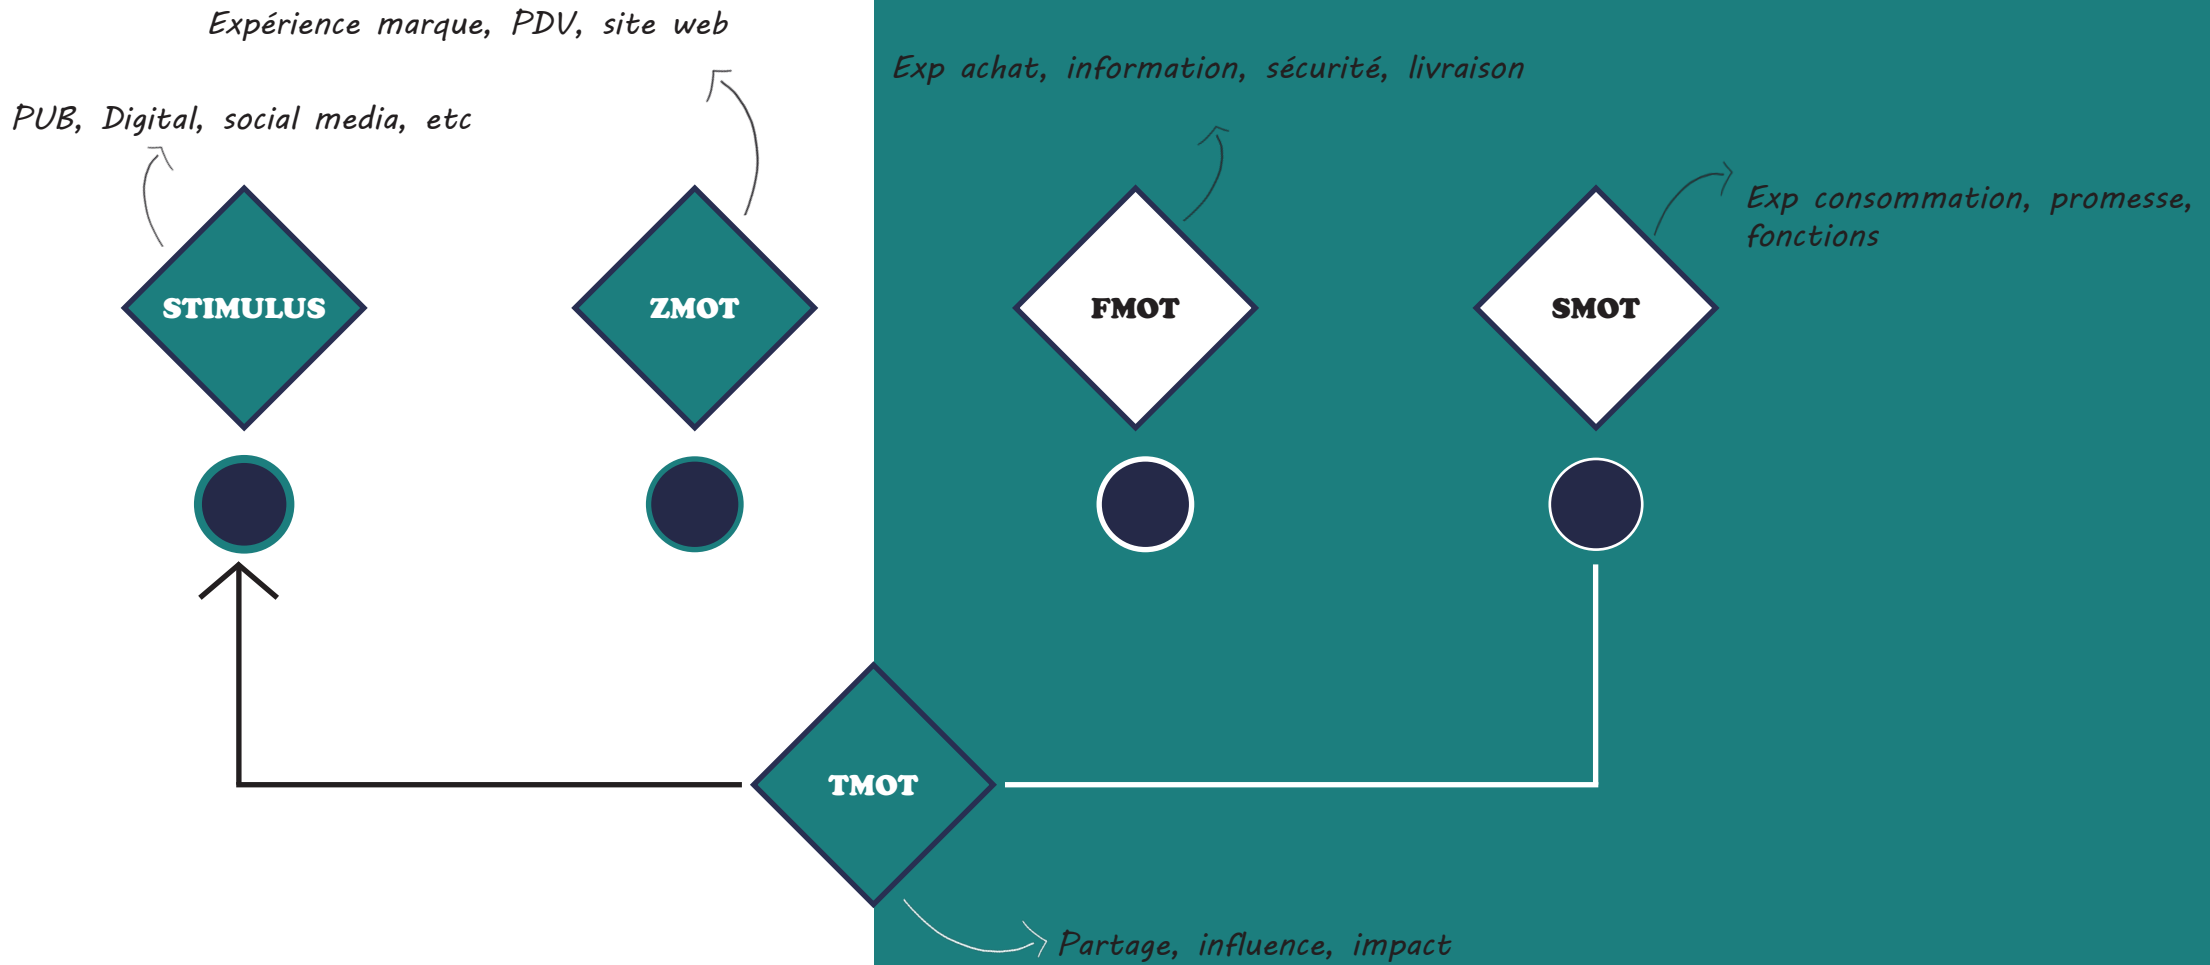 Expérience marque, PDV, site web
Exp achat, information, sécurité, livraison
PUB, Digital, social media, etc
Exp consommation, promesse,
fonctions
STIMULUS
ZMOT
FMOT
SMOT
TMOT
Partage, influence, impact